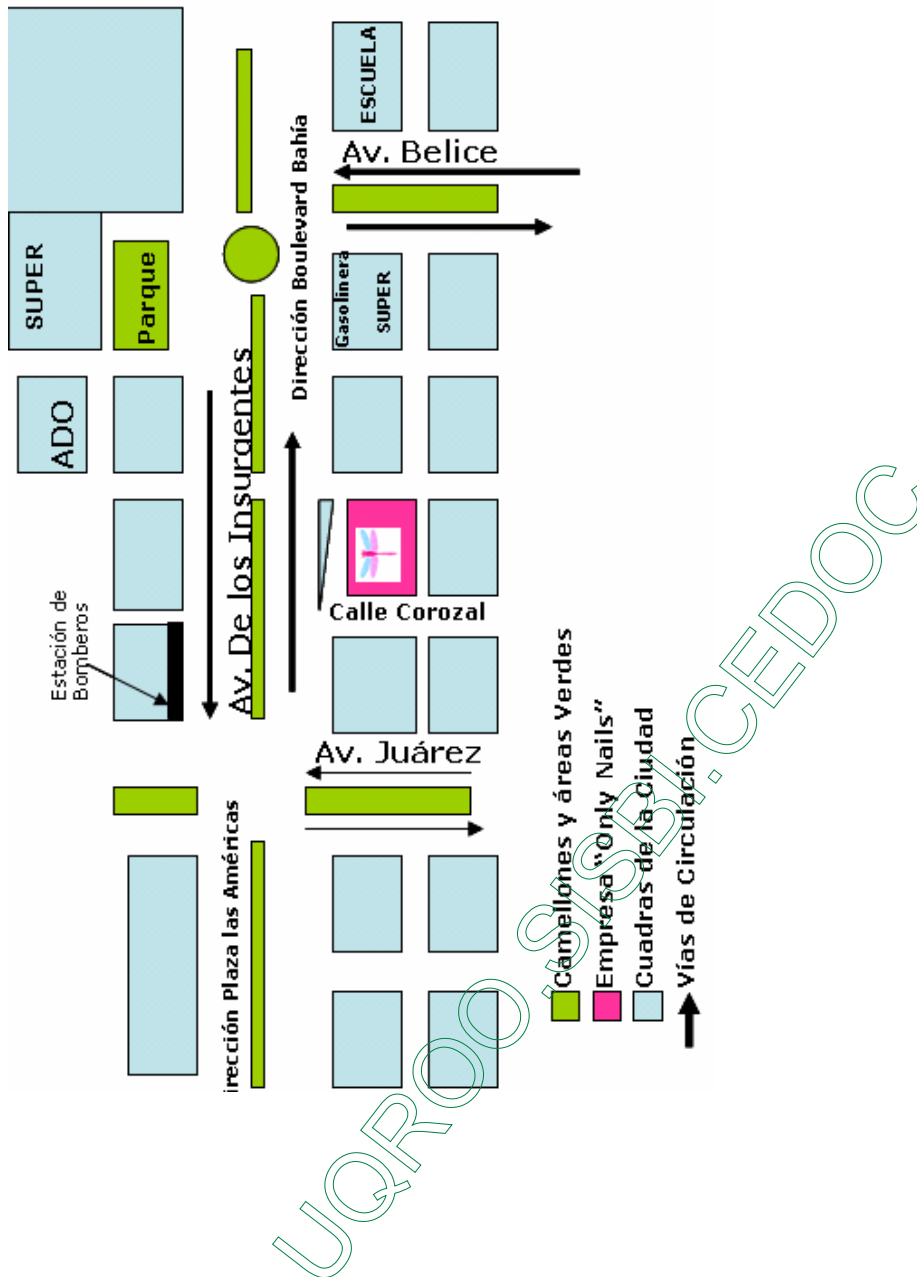 SUPER
ADO
Parque
Estación de
Bomberos
Av. De los Insurgentes
irección Plaza las Américas
Dirección Boulevard Bahía
ESCUELA
Av. Belice
Gasolinera
SUPER
Calle Corozal
Av. Juárez
Camellones y áreas Verdes
Empresa “Only Nails”
Cuadras de la Ciudad
Vías de Circulación
UQROO.SISBI.CEDOC